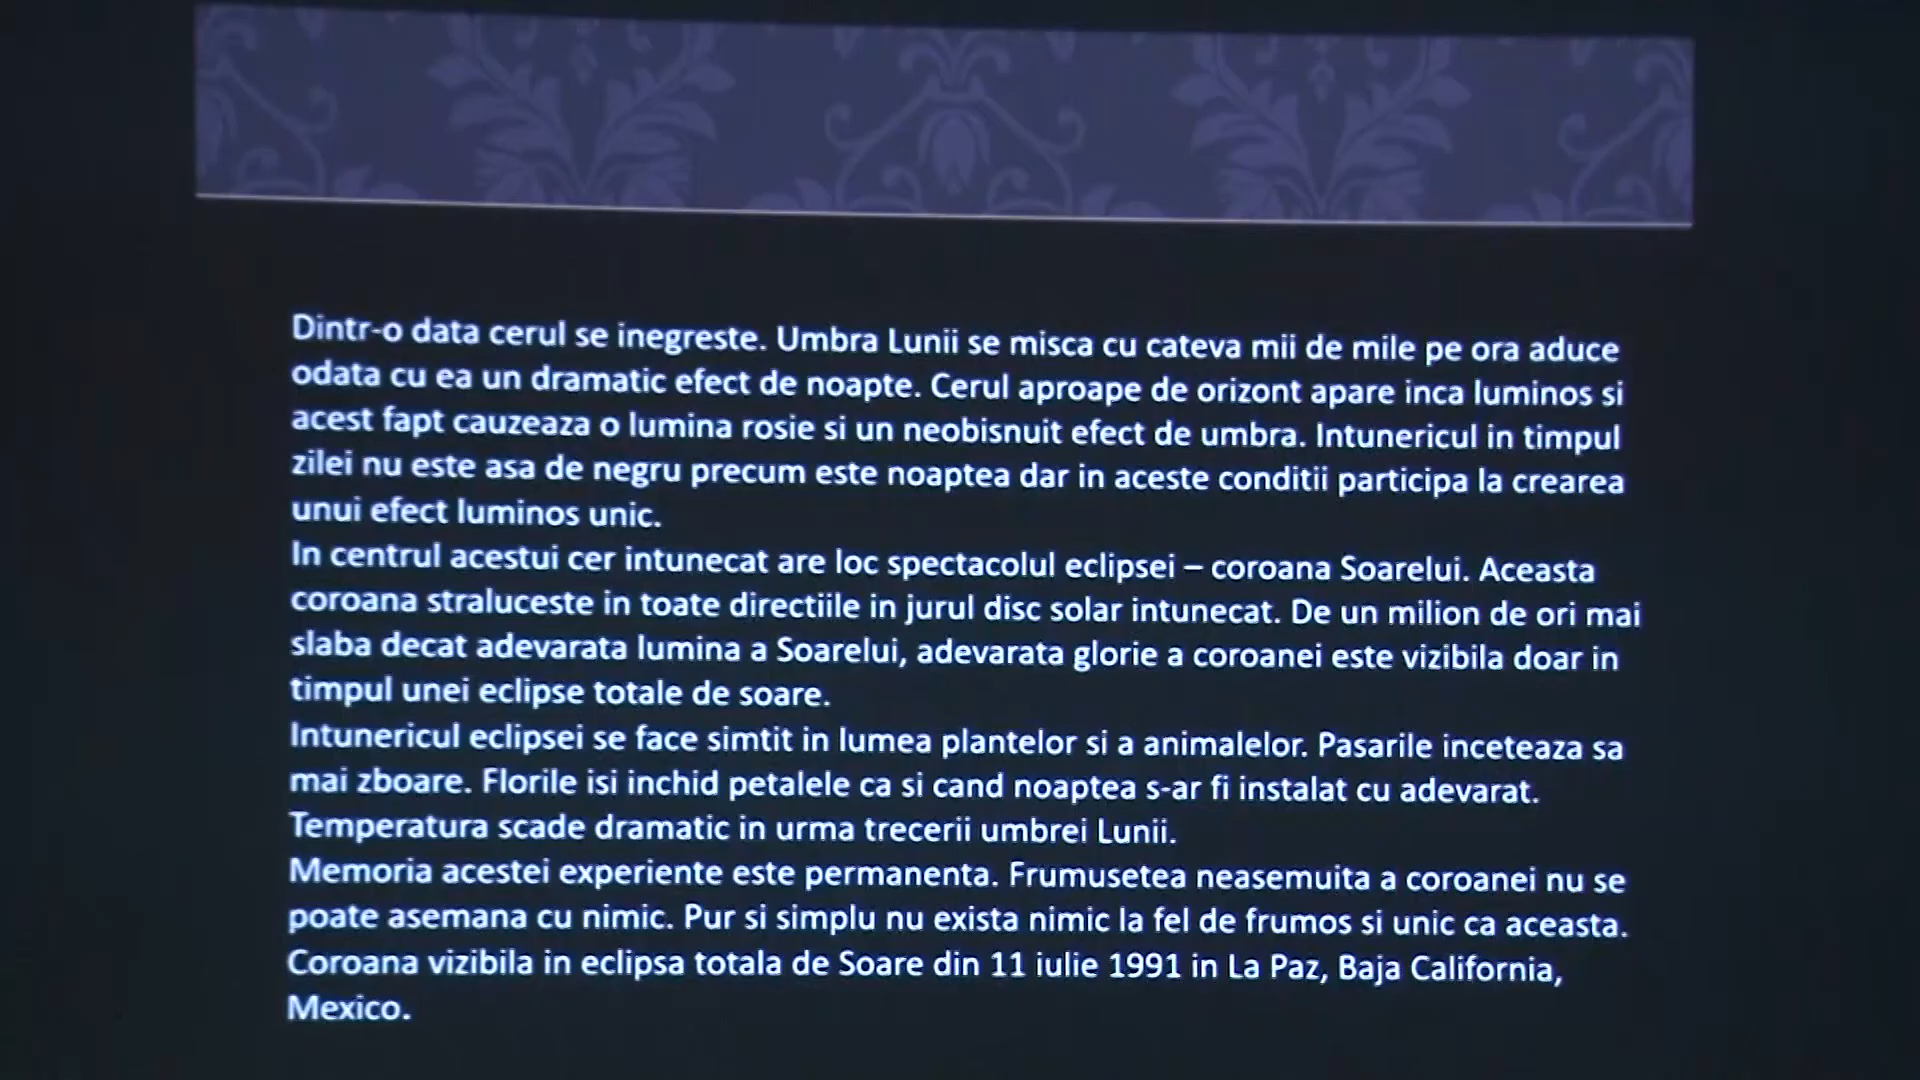 Dintr-o data cerul se inegreste. Umbra Lunii se misca cu cateva mii de mile pe ora aduce
odata cu ea un dramatic efect de noapte. Cerul aproape de orizont apare inca luminos si
acest fapt cauzeaza o lumina rosie si un neobisnuit efect de umbra. Intunericul in timpul
zilei nu este asa de negru precum este noaptea dar in aceste conditii participa la crearea
unui efect luminos unic.
In centrul acestui cer intunecat are loc spectacolul eclipsei – coroana Soarelui. Aceasta
coroana straluceste in toate directiile in jurul disc solar intunecat. De un milion de ori mai
slaba decat adevarata lumina a Soarelui, adevarata glorie a coroanei este vizibila doar in
timpul unei eclipse totale de soare.
Intunericul eclipsei se face simtit in lumea plantelor si a animalelor. Pasarile inceteaza sa
mai zboare. Florile isi inchid petalele ca si cand noaptea s-ar fi instalat cu adevarat.
Temperatura scade dramatic in urma trecerii umbrei Lunii.
Memoria acestei experiente este permanenta. Frumusetea neasemuita a coroanei nu se
poate asemana cu nimic. Pur si simplu nu exista nimic la fel de frumos si unic ca aceasta.
Coroana vizibila in eclipsa totala de Soare din 11 iulie 1991 in La Paz, Baja California,
Mexico.